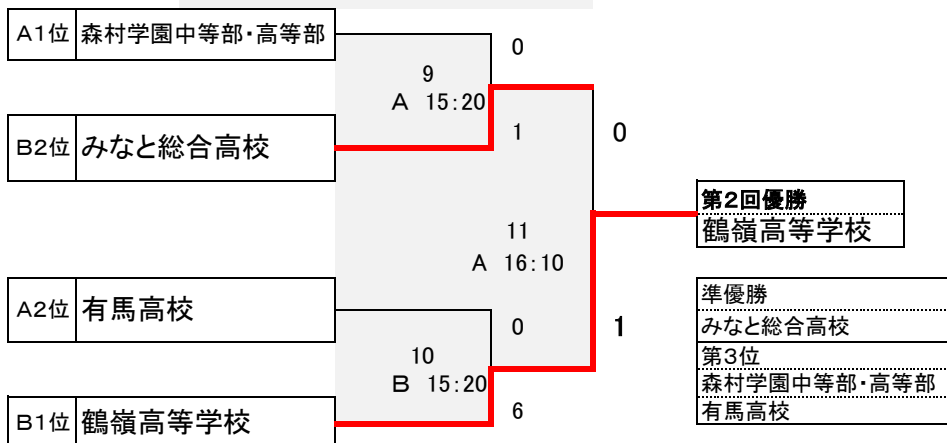 A1位 森村学園中等部・高等部
0
9
A 15:20
B2位 みなと総合高校
1
0
第2回優勝
鶴嶺高等学校
11
A 16:10
A2位 有馬高校
0
1
10
B 15:20
B1位 鶴嶺高等学校
6
準優勝
みなと総合高校
第3位
森村学園中等部・高等部
有馬高校